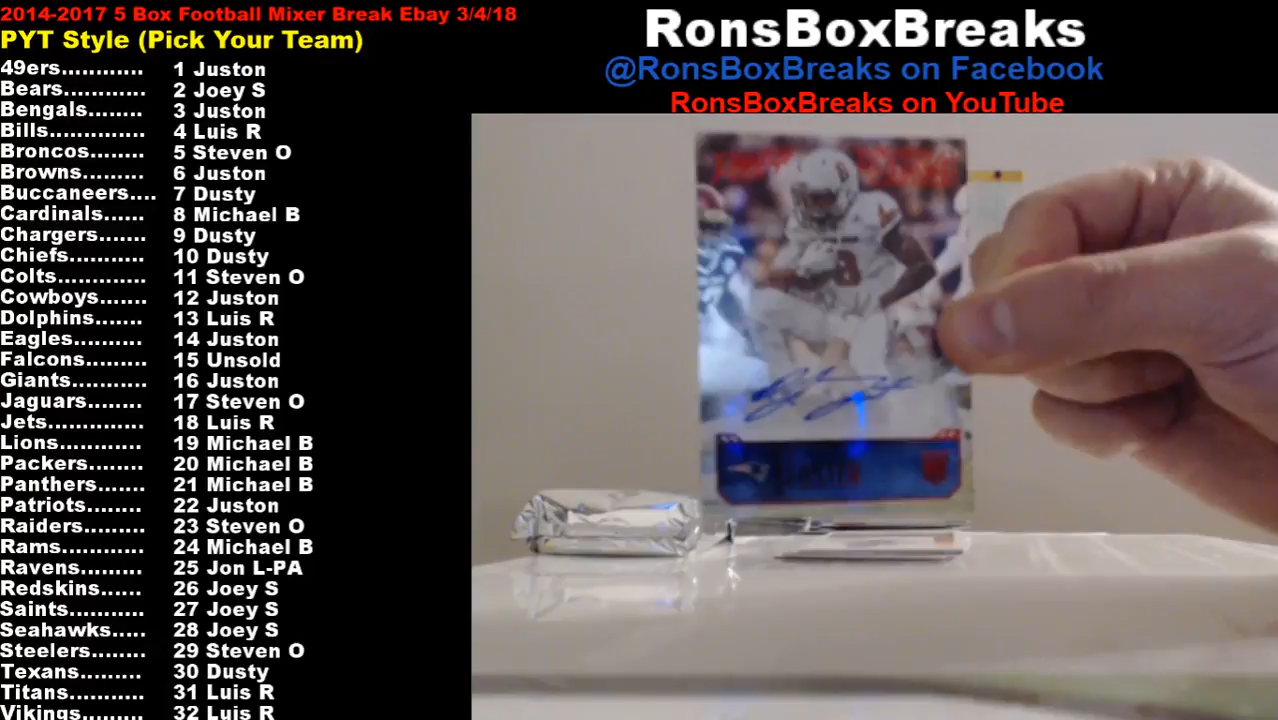 2014-2017 5 Box Football Mixer Break Ebay 3/4/18
PYT Style (Pick Your Team)
49ers............ 1 Juston
Bears............ 2 Joey S
Bengals........ 3 Juston
Bills.............. 4 Luis R
Broncos........ 5 Steven O
Browns......... 6 Juston
Buccaneers.... 7 Dusty
Cardinals...... 8 Michael B
Chargers....... 9 Dusty
Chiefs........... 10 Dusty
Colts............. 11 Steven O
Cowboys....... 12 Juston
Dolphins....... 13 Luis R
Eagles........... 14 Juston
Falcons......... 15 Unsold
Giants........... 16 Juston
Jaguars........ 17 Steven O
Jets.............. 18 Luis R
Lions............ 19 Michael B
Packers........ 20 Michael B
Panthers....... 21 Michael B
Patriots......... 22 Juston
Raiders......... 23 Steven O
Rams............ 24 Michael B
Ravens......... 25 Jon L-PA
Redskins...... 26 Joey S
Saints........... 27 Joey S
Seahawks..... 28 Joey S
Steelers........ 29 Steven O
Texans......... 30 Dusty
Titans........... 31 Luis R
Vikings......... 32 Luis R
RonsBoxBreaks
@RonsBoxBreaks on Facebook
RonsBoxBreaks on YouTube